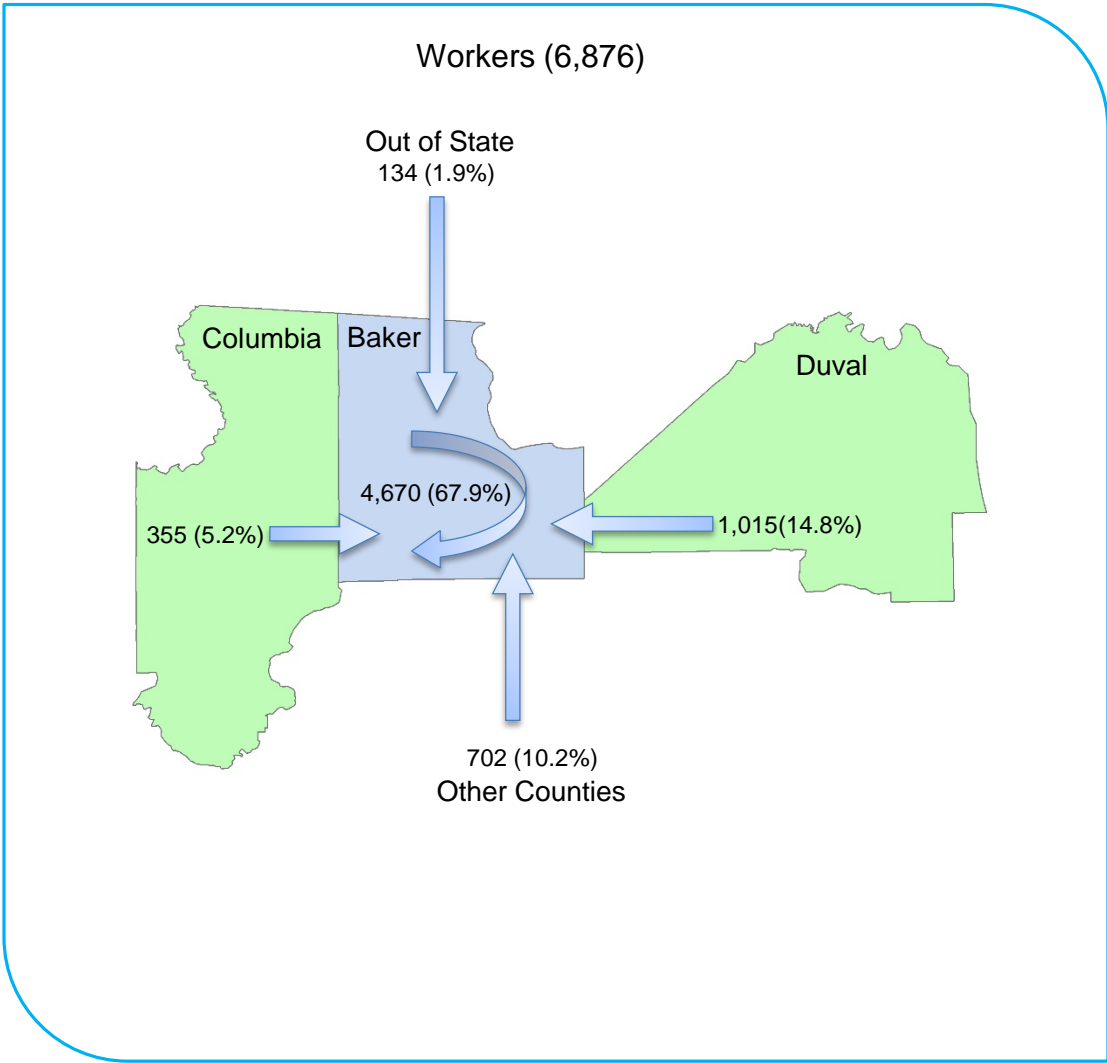 Workers (6,876)
Out of State
134 (1.9%)
Columbia
Baker
Duval
4,670 (67.9%)
355 (5.2%)
1,015(14.8%)
702 (10.2%)
Other Counties